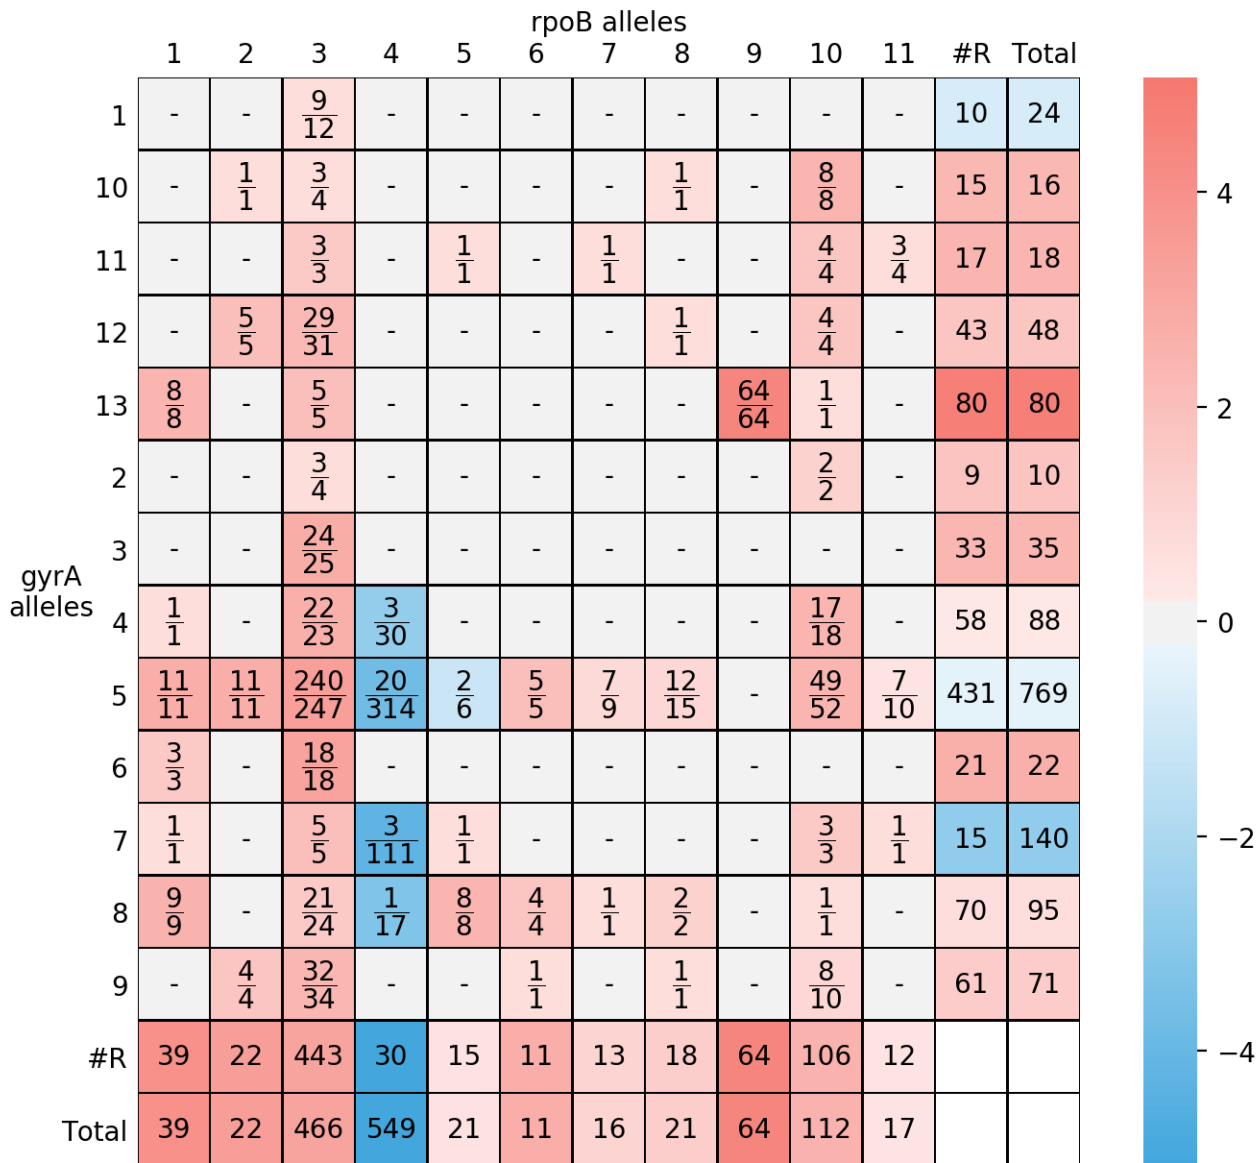 rpoB alleles
1 2 3 4 5 6 7 8 9 10 11 #R Total
1 - - 9/12 - - - - - - - - 10 24
10 - 1/1 3/4 - - - - 1/1 - 8/8 - 15 16
11 - - 3/3 - 1/1 - 1/1 - - 4/4 3/4 17 18
12 - 5/5 29/31 - - - - 1/1 - 4/4 - 43 48
13 8/8 - 5/5 - - - - - 64/64 1/1 - 80 80
2 - - 3/4 - - - - - - 2/2 - 9 10
3 - - 24/25 - - - - - - - - 33 35
gyrA
alleles
4 1/1 - 22/23 3/30 - - - - - 17/18 - 58 88
5 11/11 11/11 240/247 20/314 2/6 5/5 7/9 12/15 - 49/52 7/10 431 769
6 3/3 - 18/18 - - - - - - - - 21 22
7 1/1 - 5/5 3/111 1/1 - - - - 3/3 1/1 15 140
8 9/9 - 21/24 1/17 8/8 4/4 1/1 2/2 - 1/1 - 70 95
9 - 4/4 32/34 - - 1/1 - 1/1 - 8/10 - 61 71
#R 39 22 443 30 15 11 13 18 64 106 12
Total 39 22 466 549 21 11 16 21 64 112 17
4
2
0
−2
−4